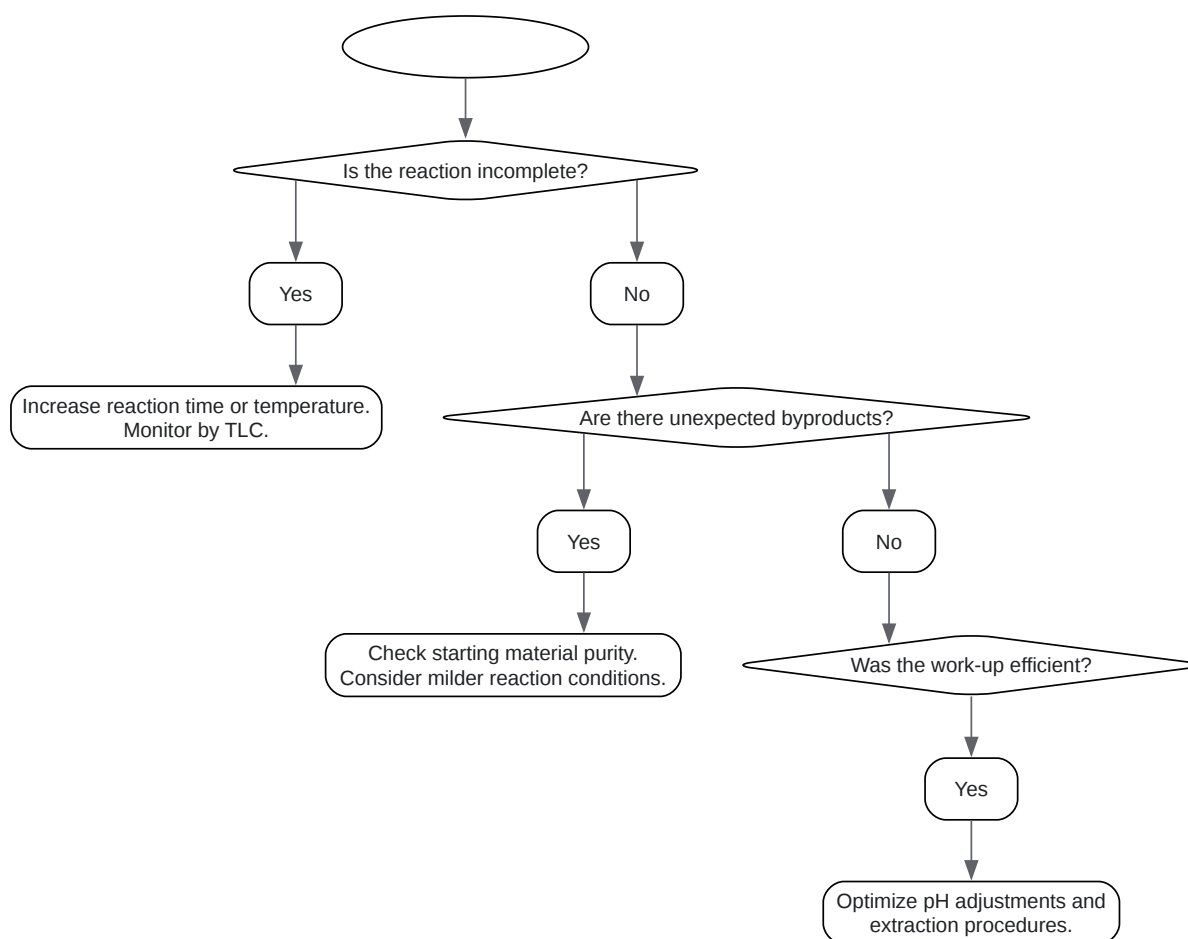 Is the reaction incomplete?
Yes
No
Increase reaction time or temperature.
Monitor by TLC.
Are there unexpected byproducts?
Yes
No
Check starting material purity.
Consider milder reaction conditions.
Was the work-up efficient?
Yes
Optimize pH adjustments and
extraction procedures.